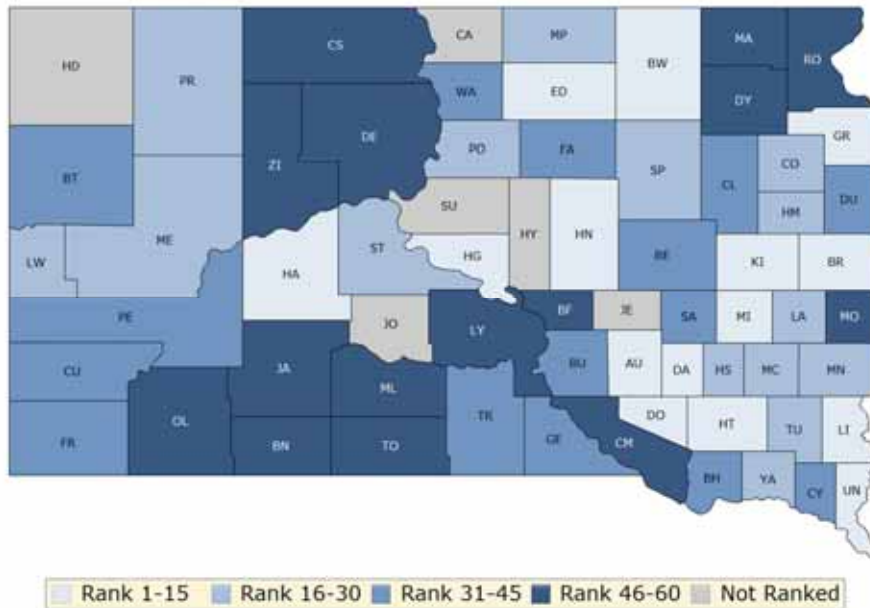 HD
PR
CS
CA
MP
BW
MA
RO
WA
ED
DY
GR
BT
ZI
DE
PO
FA
SP
CL
CO
DU
HM
ME
SU
HY
HN
LW
ST
HG
BE
KI
BR
HA
PE
JO
LY
BF
JE
SA
MI
LA
MO
CU
JA
BU
AU
DA
HS
MC
MN
ML
FR
OL
BN
TO
TR
GE
CM
DO
HT
TU
LI
BH
YA
CY
UN
Rank 1-15 Rank 16-30 Rank 31-45 Rank 46-60 Not Ranked